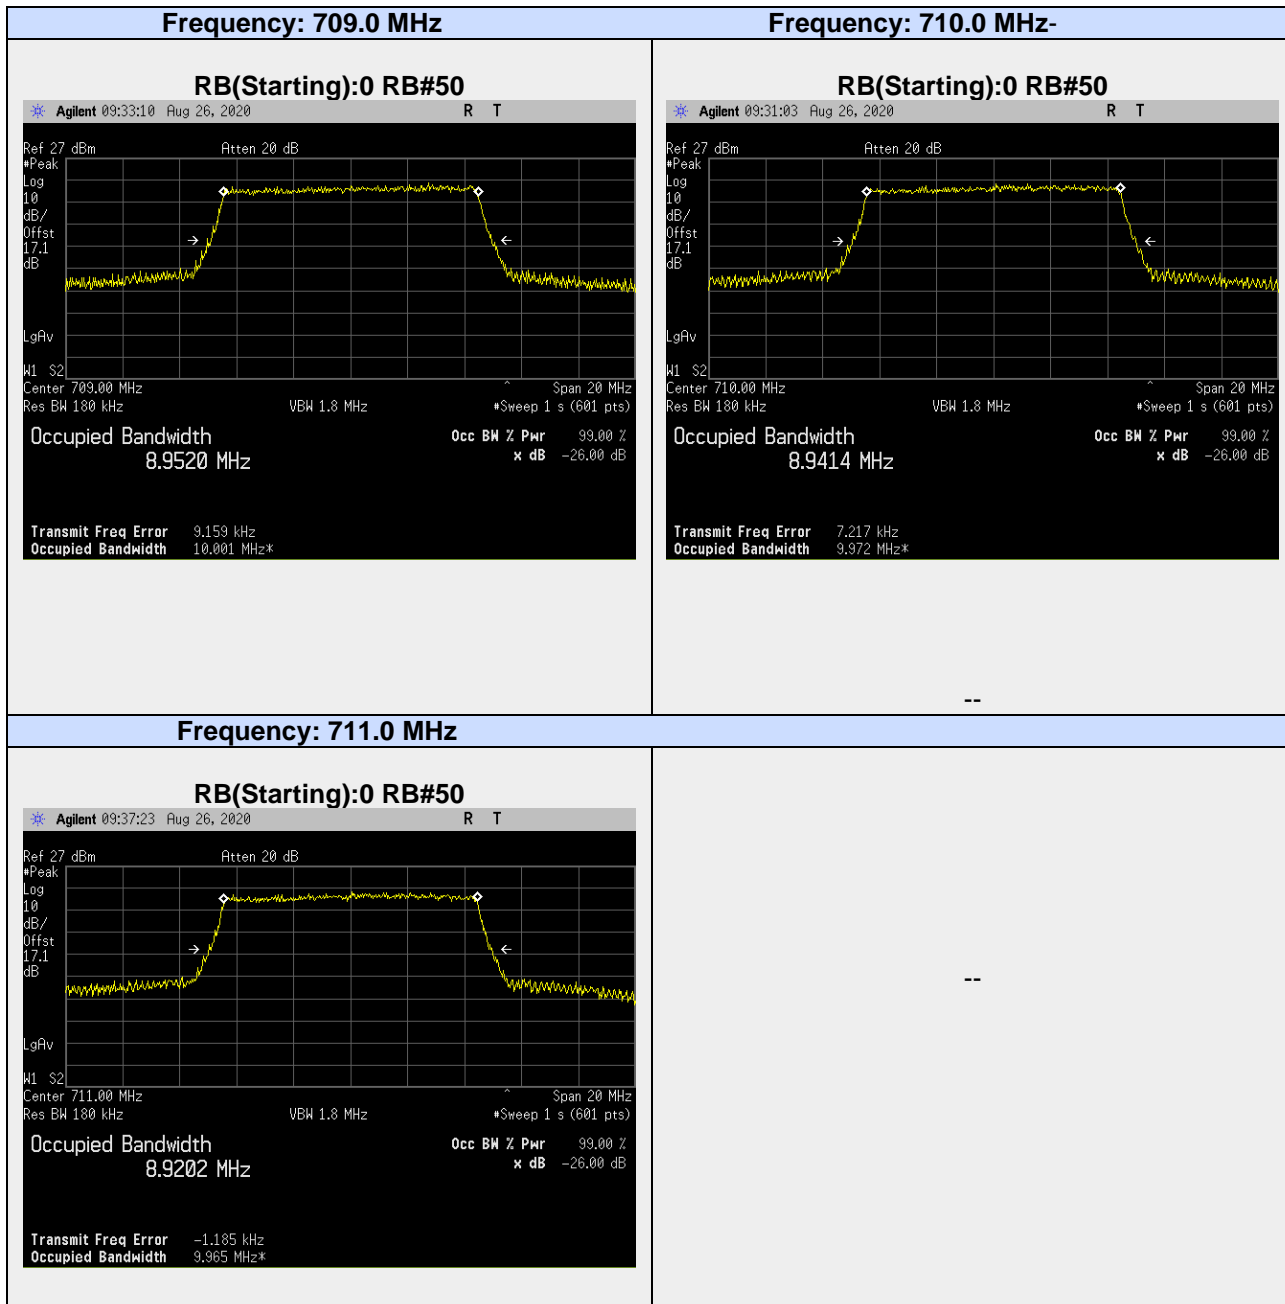 Frequency: 709.0 MHz
Frequency: 710.0 MHz-
RB(Starting):0 RB#50
Agilent 09:33:10 Aug 26, 2020 R T
Ref 27 dBm Atten 20 dB
#Peak
Log
10
dB/
Offst
17.1
dB
LgAv
W1 S2
Center 709.00 MHz Span 20 MHz
Res BW 180 kHz VBW 1.8 MHz #Sweep 1 s (601 pts)
Occupied Bandwidth Occ BW % Pwr 99.00 %
8.9520 MHz x dB -26.00 dB
Transmit Freq Error 9.159 kHz
Occupied Bandwidth 10.001 MHz*
RB(Starting):0 RB#50
Agilent 09:31:03 Aug 26, 2020 R T
Ref 27 dBm Atten 20 dB
#Peak
Log
10
dB/
Offst
17.1
dB
LgAv
W1 S2
Center 710.00 MHz Span 20 MHz
Res BW 180 kHz VBW 1.8 MHz #Sweep 1 s (601 pts)
Occupied Bandwidth Occ BW % Pwr 99.00 %
8.9414 MHz x dB -26.00 dB
Transmit Freq Error 7.217 kHz
Occupied Bandwidth 9.972 MHz*
--
Frequency: 711.0 MHz
RB(Starting):0 RB#50
Agilent 09:37:23 Aug 26, 2020 R T
Ref 27 dBm Atten 20 dB
#Peak
Log
10
dB/
Offst
17.1
dB
LgAv
W1 S2
Center 711.00 MHz Span 20 MHz
Res BW 180 kHz VBW 1.8 MHz #Sweep 1 s (601 pts)
Occupied Bandwidth Occ BW % Pwr 99.00 %
8.9202 MHz x dB -26.00 dB
Transmit Freq Error -1.185 kHz
Occupied Bandwidth 9.965 MHz*
--